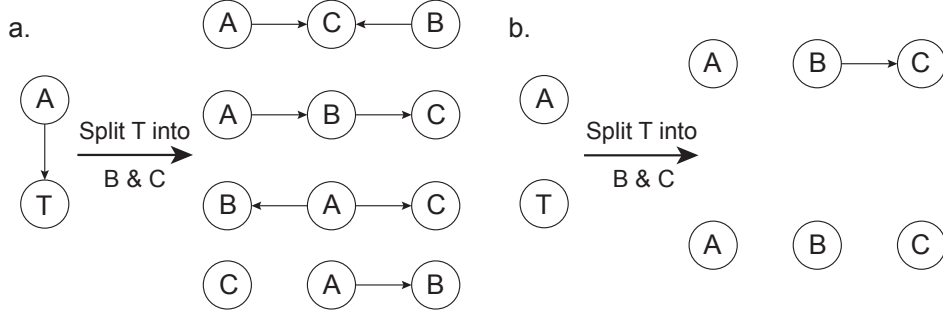 a.
A
T
Split T into
B & C
A C B
A B C
B A C
C A B
b.
A
T
Split T into
B & C
A B C
A B C